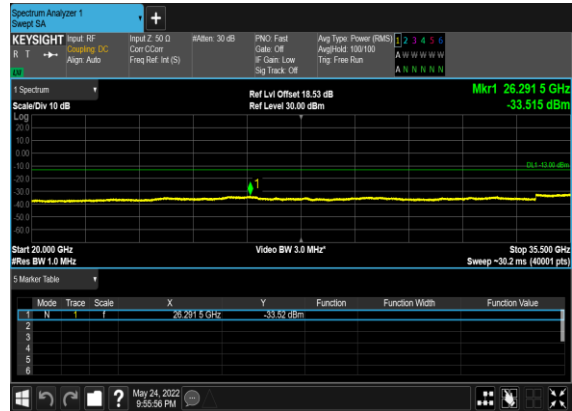 Spectrum Analyzer 1
Swept SA
KEYSIGHT Input: RF Input Z: 50 Ω #Atten: 30 dB PNO: Fast Avg Type: Power (RMS) 1 2 3 4 5 6
R T Coupling: DC Corr CCorr Gate: Off Avg|Hold: 100/100 A W W W W W
Align: Auto Freq Ref: Int (S) IF Gain: Low Trig: Free Run
Sig Track: Off A N N N N N
1 Spectrum
Ref Lvl Offset 18.53 dB Mkr1 26.291 5 GHz
Scale/Div 10 dB Ref Level 30.00 dBm -33.515 dBm
Log
20.0
10.0
0.00
-10.0
DL1 -13.00 dBm
-20.0
-30.0
-40.0
-50.0
-60.0
1
Start 20.000 GHz Video BW 3.0 MHz* Stop 35.500 GHz
#Res BW 1.0 MHz Sweep ~30.2 ms (40001 pts)
5 Marker Table
Mode Trace Scale X Y Function Function Width Function Value
1 N 1 f 26.291 5 GHz -33.52 dBm
2
3
4
5
6
? May 24, 2022
9:55:56 PM